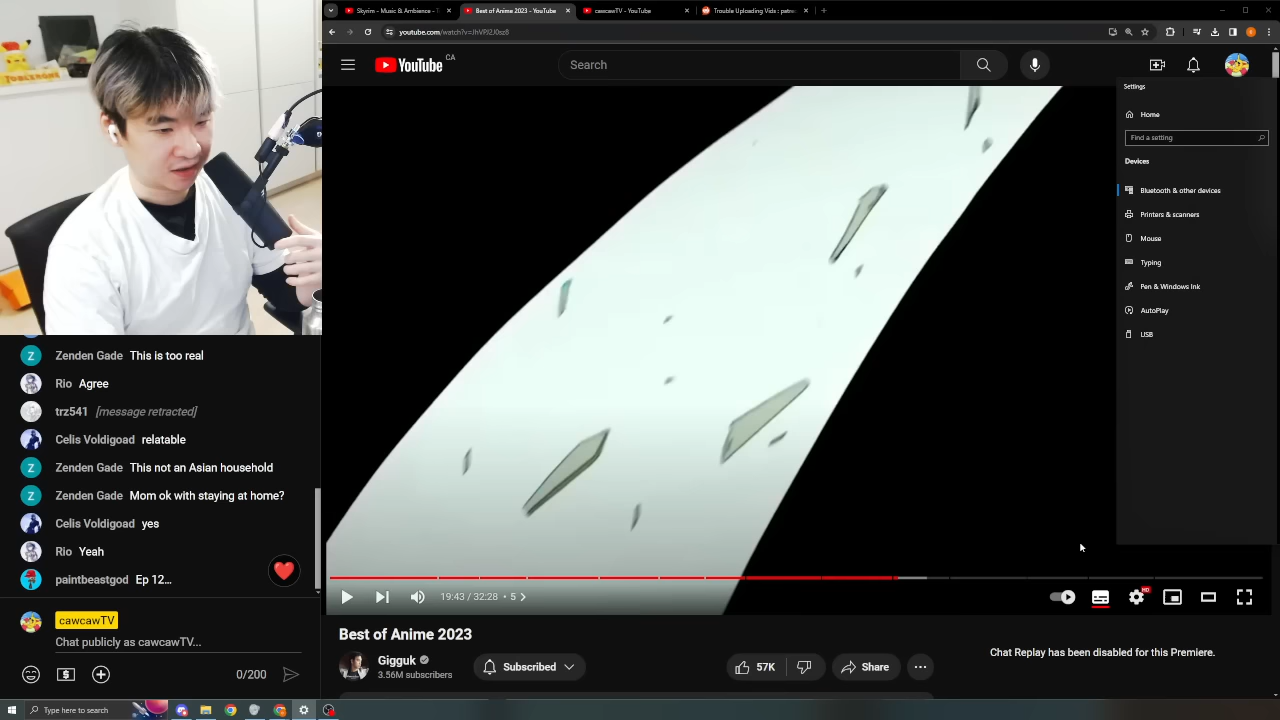 Skyrim - Music & Ambience - T
Best of Anime 2023 - YouTube
cawcawTV - YouTube
Trouble Uploading Vids : patre
youtube.com/watch?v=JhVPJ2J0sz8
YouTube CA
Search
Settings
Home
Find a setting
Devices
Bluetooth & other devices
Printers & scanners
Mouse
Typing
Pen & Windows Ink
AutoPlay
USB
Zenden Gade This is too real
Rio Agree
trz541 [message retracted]
Celis Voldigoad relatable
Zenden Gade This not an Asian household
Zenden Gade Mom ok with staying at home?
Celis Voldigoad yes
Rio Yeah
paintbeastgod Ep 12...
cawcawTV
Chat publicly as cawcawTV...
0/200
19:43 / 32:28 • 5
HD
Best of Anime 2023
Gigguk
3.56M subscribers
Subscribed
57K
Share
Chat Replay has been disabled for this Premiere.
Type here to search